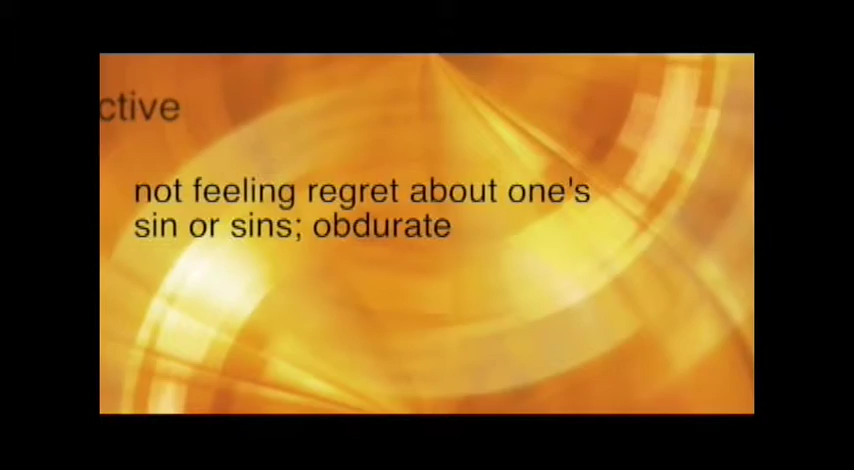 ctive
not feeling regret about one's
sin or sins; obdurate